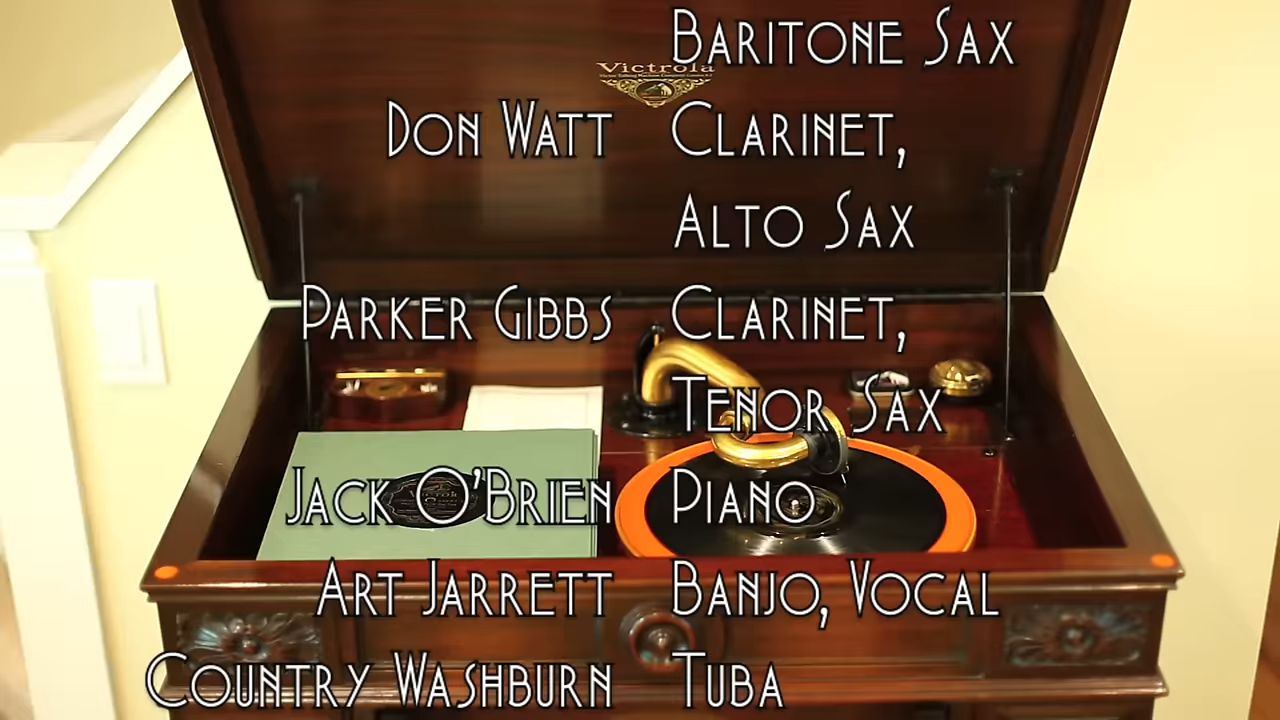 Baritone Sax
Victrola
Don Watt Clarinet,
Alto Sax
Parker Gibbs Clarinet,
Tenor Sax
Jack O'Brien Piano
Art Jarrett Banjo, Vocal
Country Washburn Tuba